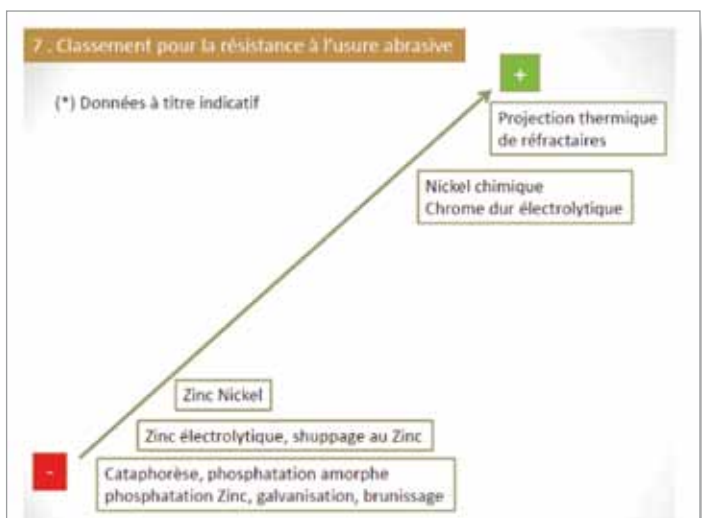 7 . Classement pour la résistance à l'usure abrasive
+
(*) Données à titre indicatif
Projection thermique
de réfractaires
Nickel chimique
Chrome dur électrolytique
Zinc Nickel
Zinc électrolytique, shuppage au Zinc
-
Cataphorèse, phosphatation amorphe
phosphatation Zinc, galvanisation, brunissage